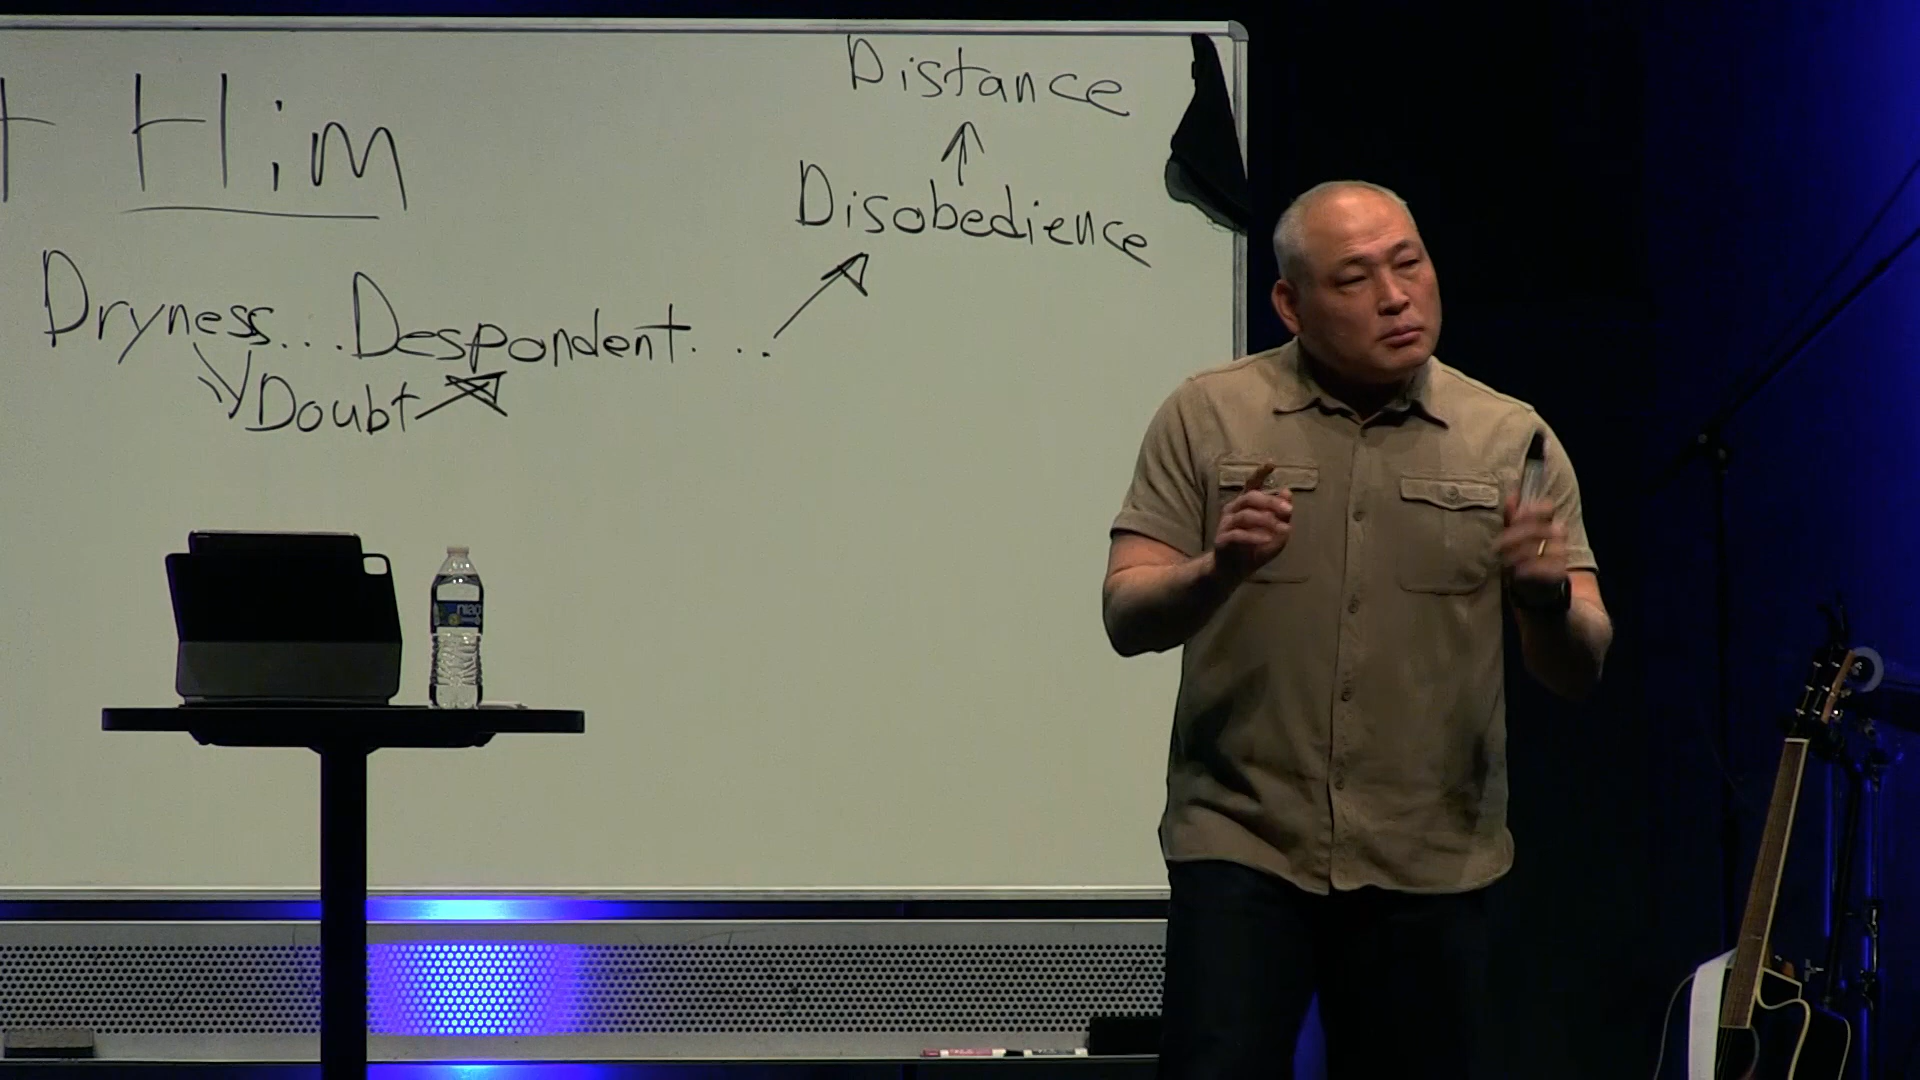 Him
Distance
Disobedience
Dryness...Despondent...
Doubt